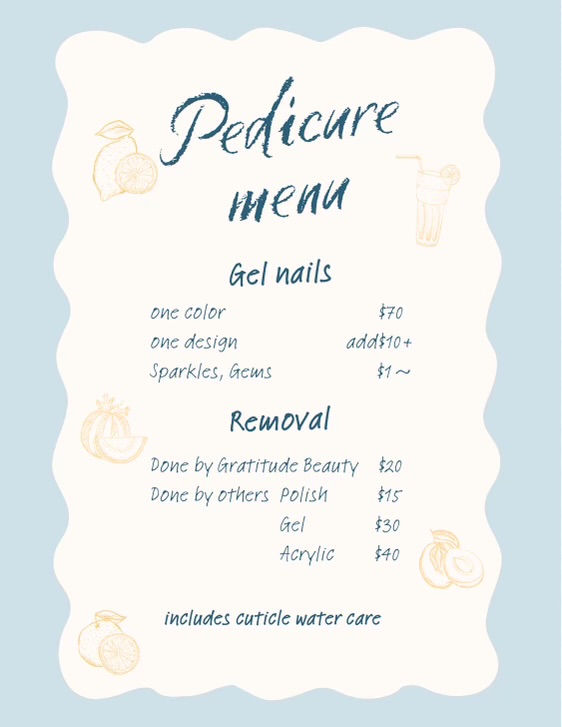 Pedicure
menu
Gel nails
one color $70
one design add$10+
Sparkles, Gems $1~
Removal
Done by Gratitude Beauty $20
Done by others Polish $15
Gel $30
Acrylic $40
includes cuticle water care